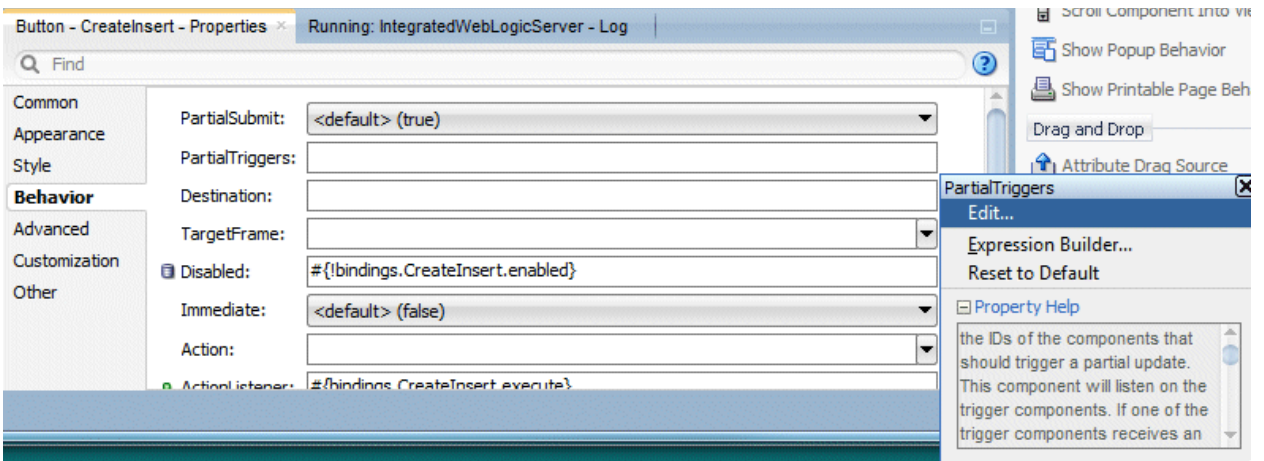 Button - CreateInsert - Properties
Running: IntegratedWebLogicServer - Log
Find
Common
Appearance
Style
Behavior
Advanced
Customization
Other
PartialSubmit: <default> (true)
PartialTriggers:
Destination:
TargetFrame:
Disabled: #{!bindings.CreateInsert.enabled}
Immediate: <default> (false)
Action:
ActionListener: #{bindings.CreateInsert.execute}
Scroll Component Into Vie
Show Popup Behavior
Show Printable Page Beh
Drag and Drop
Attribute Drag Source
PartialTriggers
Edit...
Expression Builder...
Reset to Default
Property Help
the IDs of the components that
should trigger a partial update.
This component will listen on the
trigger components. If one of the
trigger components receives an